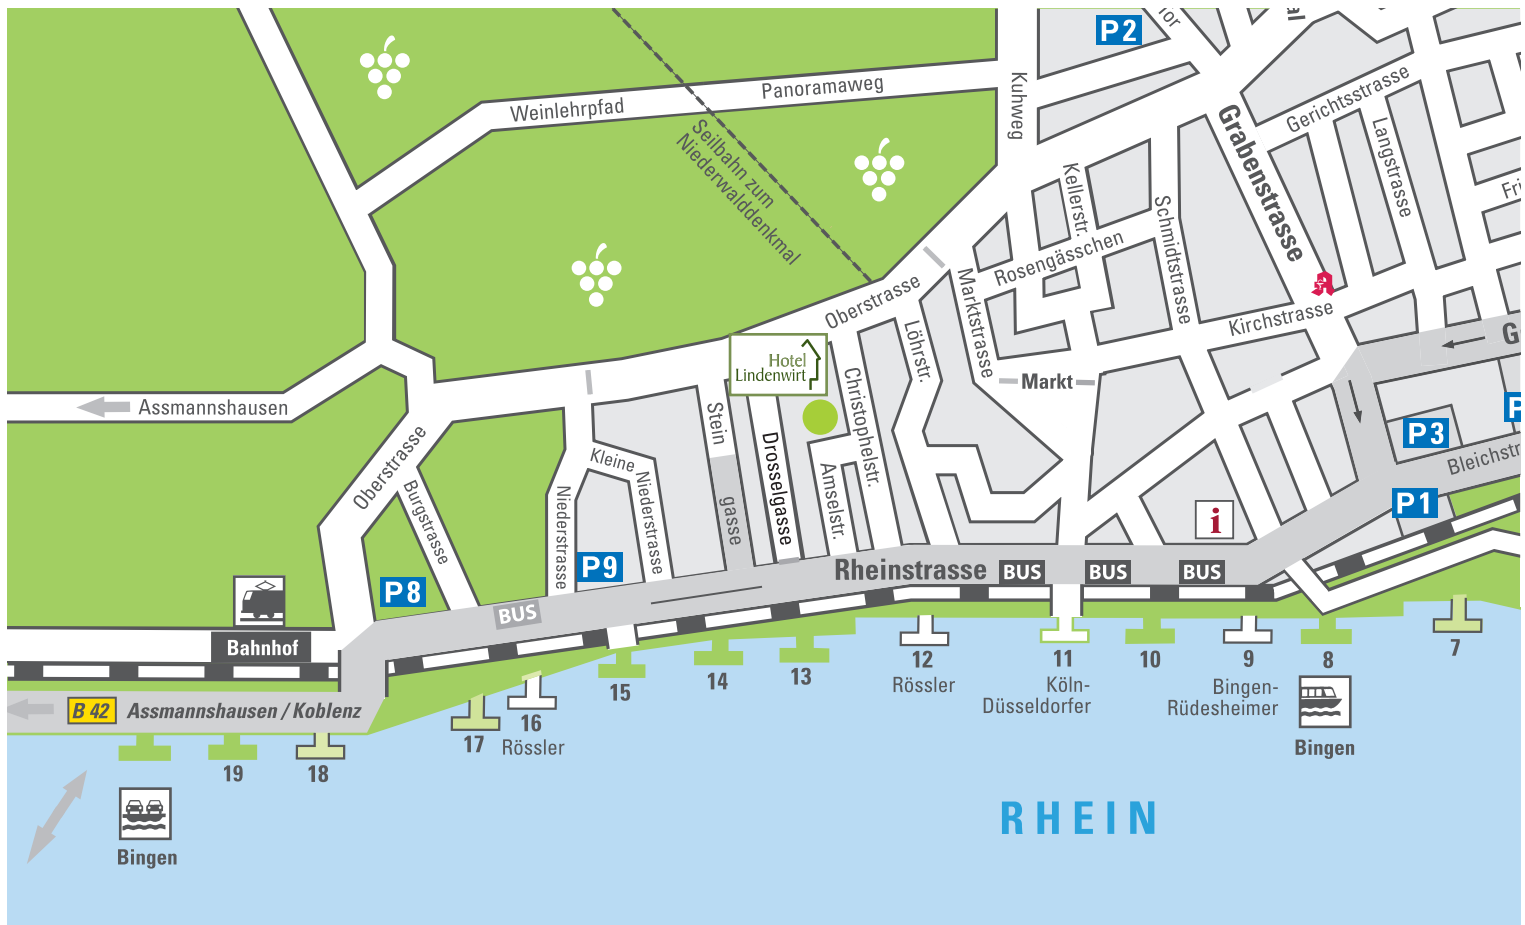 P2
Kuhweg
Panoramaweg
Weinlehrpfad
Seilbahn zum
Niederwalddenkmal
Grabenstrasse
Gerichtsstrasse
Langstrasse
Kellerstr.
Rosengässchen
Schmidtstrasse
Marktstrasse
Oberstrasse
Löhrstr.
Kirchstrasse
Markt
Hotel
Lindenwirt
Christophelstr.
Assmannshausen
Oberstrasse
Burgstrasse
Kleine
Niederstrasse
Niederstrasse
Stein
gasse
Drosselgasse
Amselstr.
P3
P1
i
P9
P8
Rheinstrasse
BUS
BUS
BUS
BUS
Bahnhof
B 42
Assmannshausen / Koblenz
7
8
9
10
11
12
13
14
15
16
17
18
19
Rössler
Köln-
Düsseldorfer
Bingen-
Rüdesheimer
Rössler
Bingen
Bingen
RHEIN